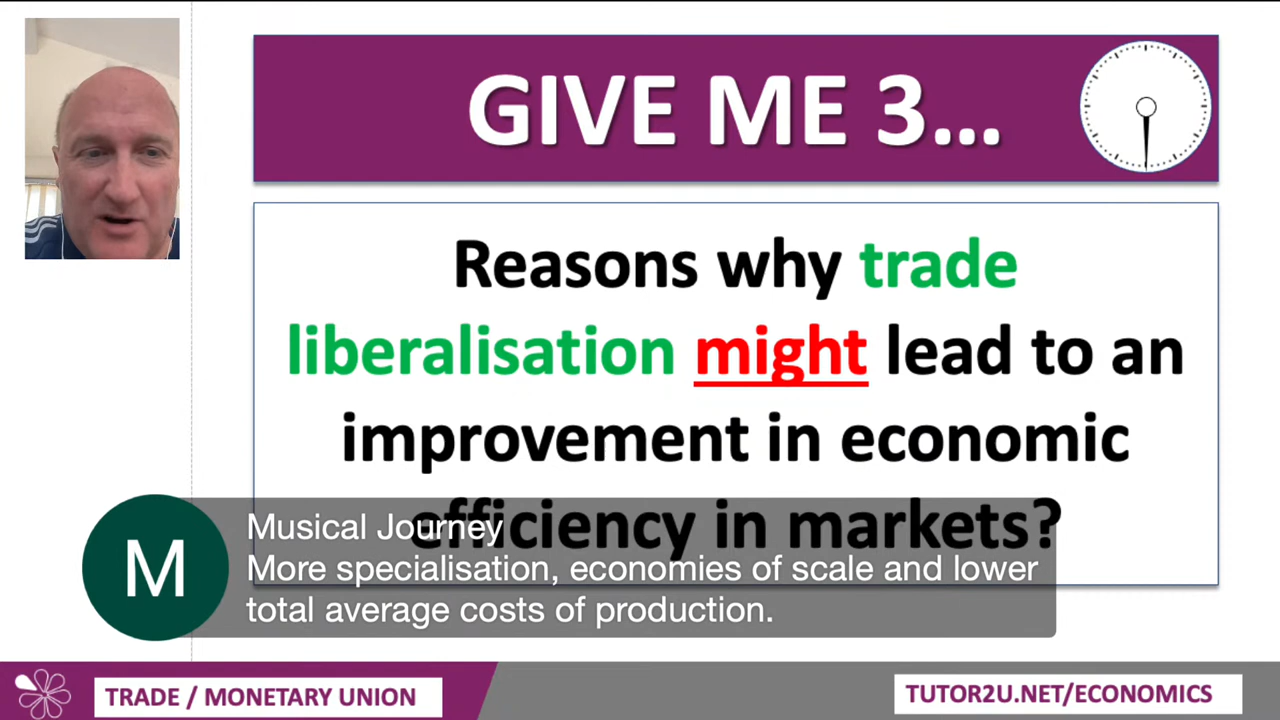 GIVE ME 3...
Reasons why trade
liberalisation might lead to an
improvement in economic
efficiency in markets?
M
Musical Journey
More specialisation, economies of scale and lower
total average costs of production.
TRADE / MONETARY UNION
TUTOR2U.NET/ECONOMICS